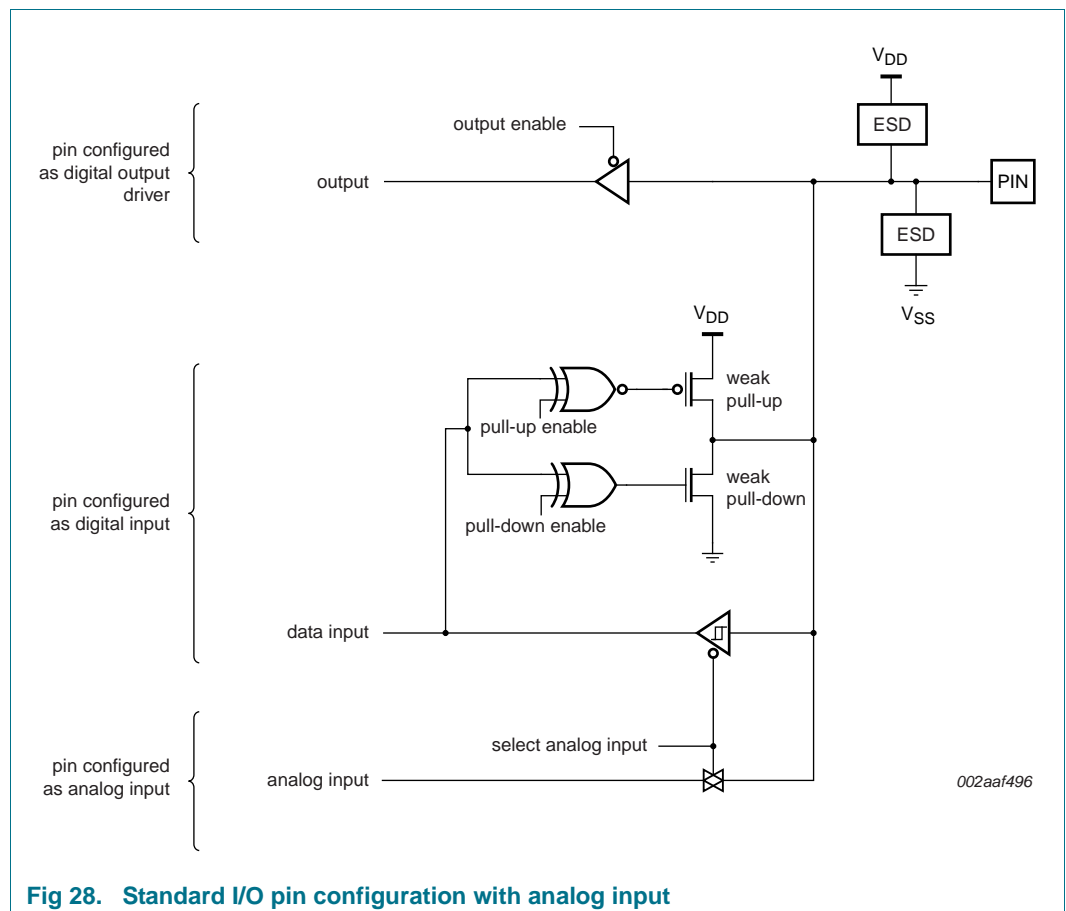 VDD
ESD
output enable
pin configured
as digital output
driver
output
PIN
ESD
VSS
VDD
weak
pull-up
pull-up enable
weak
pull-down
pin configured
as digital input
pull-down enable
data input
select analog input
pin configured
as analog input
analog input
002aaf496
Fig 28. Standard I/O pin configuration with analog input